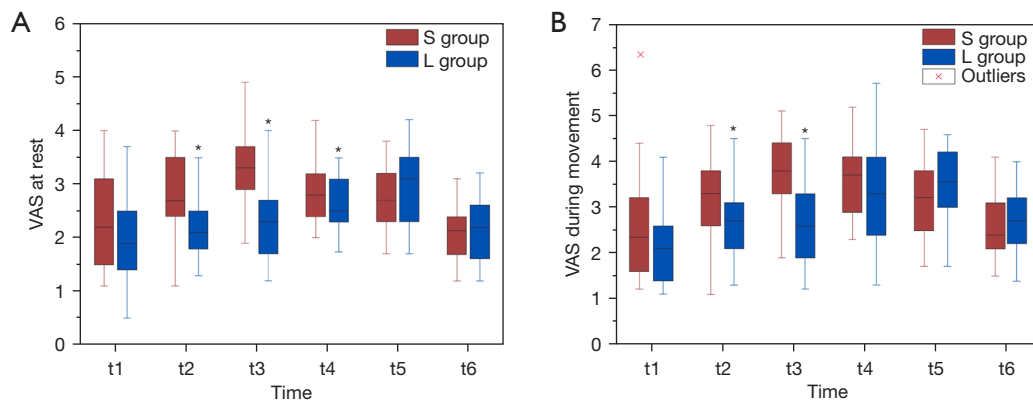 A
VAS at rest
6
5
4
3
2
1
0
S group
L group
*
*
*
t1 t2 t3 t4 t5 t6
Time
B
VAS during movement
7
6
5
4
3
2
1
0
S group
L group
× Outliers
×
*
*
t1 t2 t3 t4 t5 t6
Time